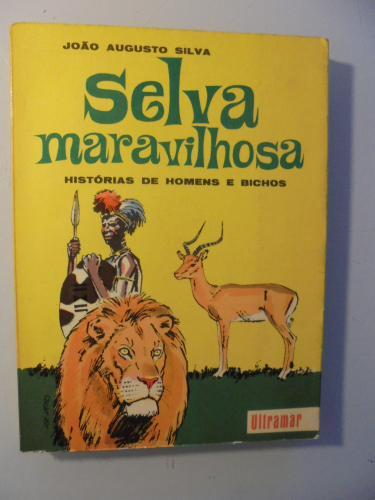 JOÃO AUGUSTO SILVA
Selva
maravilhosa
HISTÓRIAS DE HOMENS E BICHOS
Ultramar